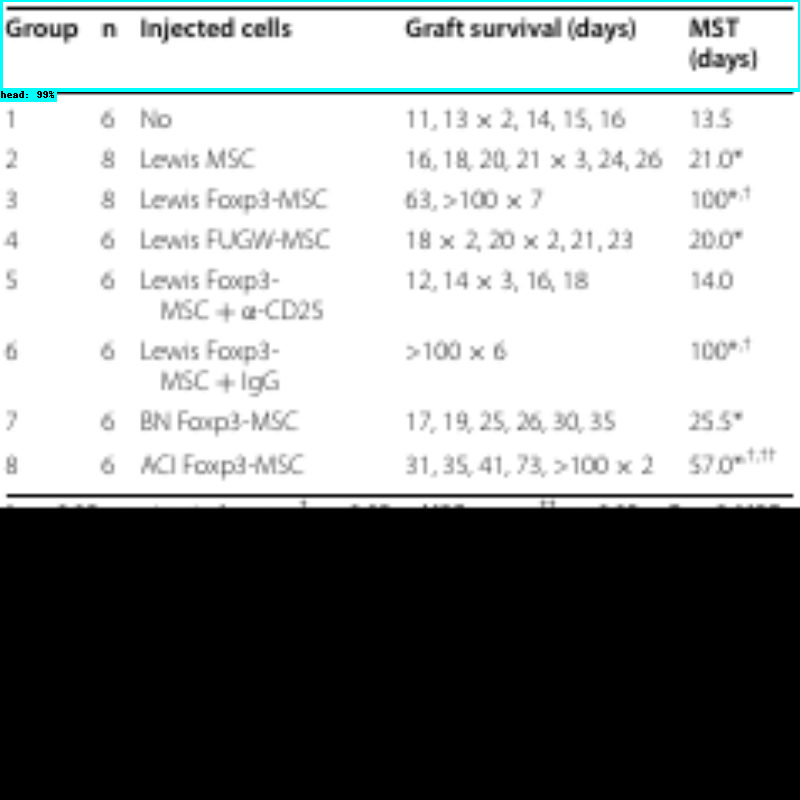 Group n Injected cells Graft survival (days) MST
(days)
head: 99%
1 6 No 11, 13 × 2, 14, 15, 16 13.5
2 8 Lewis MSC 16, 18, 20, 21 × 3, 24, 26 21.0*
3 8 Lewis Foxp3-MSC 63, >100 × 7 100*,†
4 6 Lewis FUGW-MSC 18 × 2, 20 × 2, 21, 23 20.0*
5 6 Lewis Foxp3- 12, 14 × 3, 16, 18 14.0
MSC + α-CD25
6 6 Lewis Foxp3- >100 × 6 100*,†
MSC + IgG
7 6 BN Foxp3-MSC 17, 19, 25, 26, 30, 35 25.5*
8 6 ACI Foxp3-MSC 31, 35, 41, 73, >100 × 2 57.0*,†,††